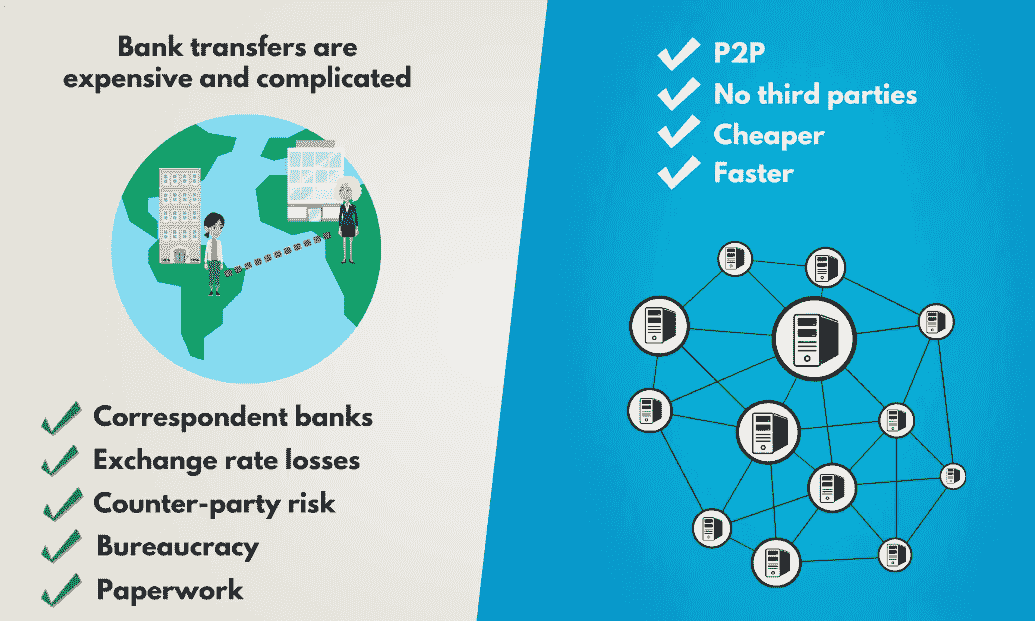 Bank transfers are
expensive and complicated
Correspondent banks
Exchange rate losses
Counter-party risk
Bureaucracy
Paperwork
P2P
No third parties
Cheaper
Faster